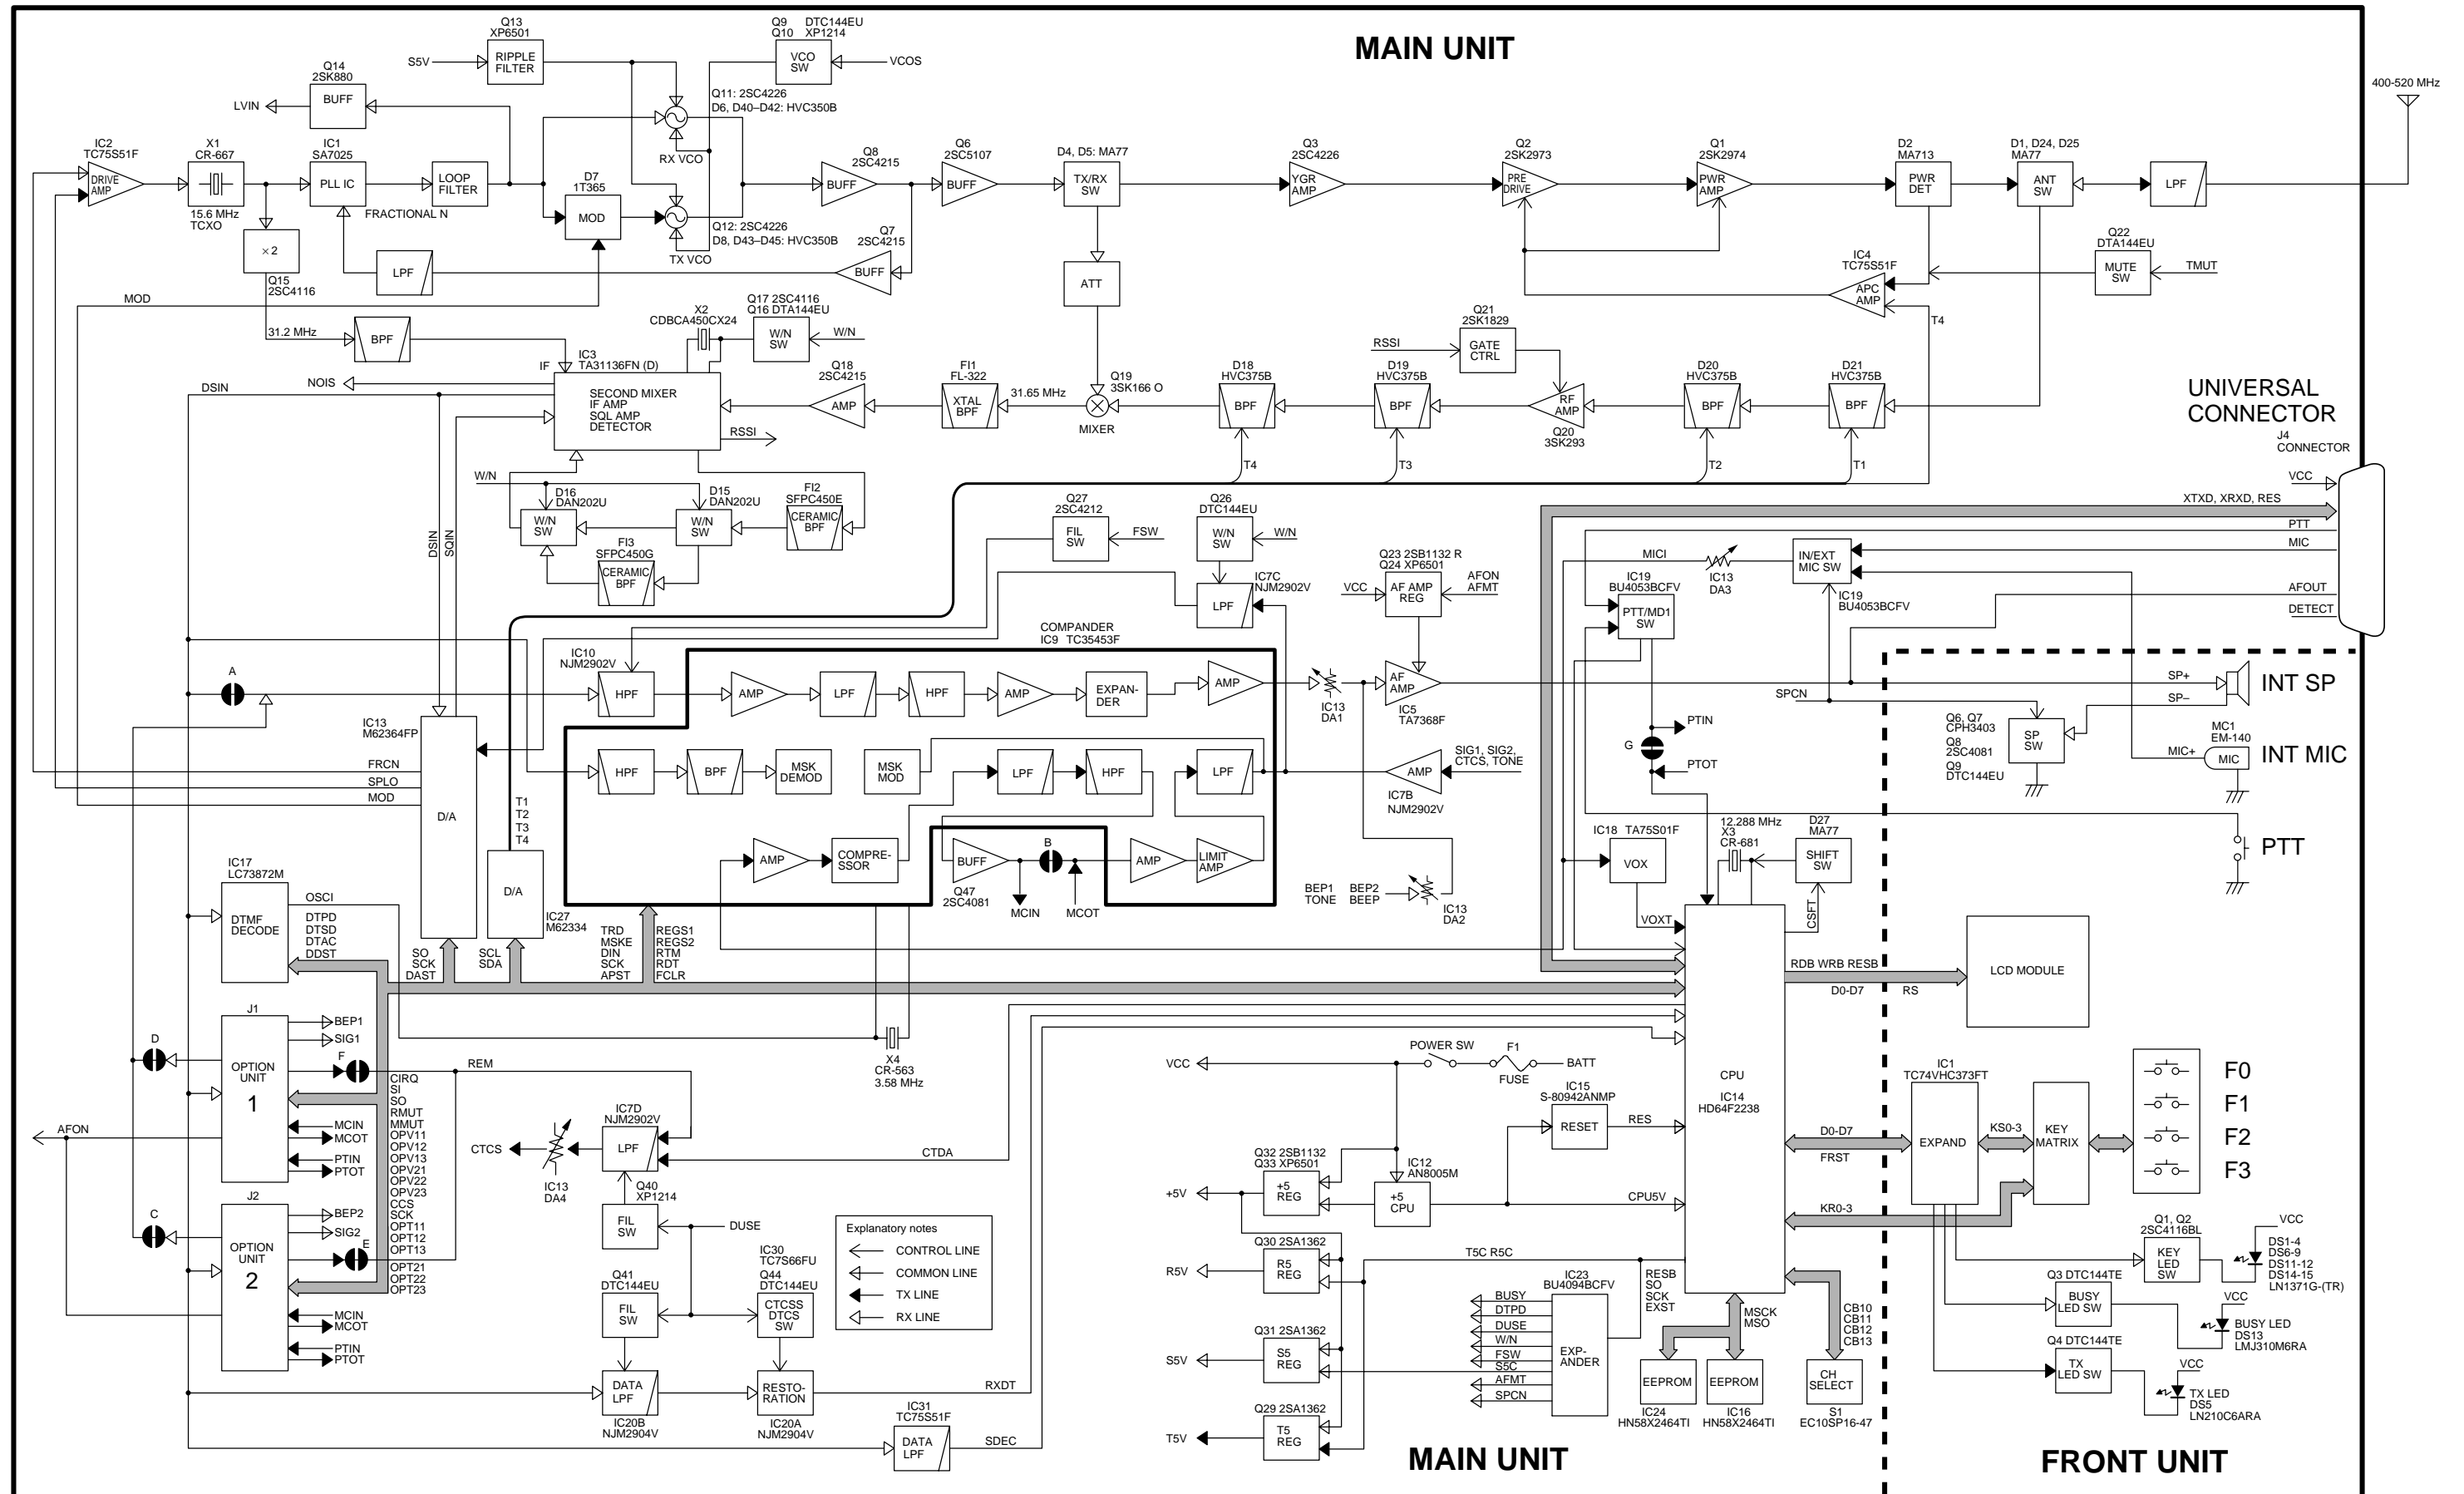 MAIN UNIT
400-520 MHz
Q13
XP6501
RIPPLE
FILTER
S5V
Q9 DTC144EU
Q10 XP1214
VCO
SW
VCOS
Q14
2SK880
BUFF
LVIN
Q11: 2SC4226
D6, D40–D42: HVC350B
RX VCO
IC2
TC75S51F
DRIVE
AMP
X1
CR-667
15.6 MHz
TCXO
IC1
SA7025
PLL IC
FRACTIONAL N
LOOP
FILTER
D7
1T365
MOD
Q12: 2SC4226
D8, D43–D45: HVC350B
TX VCO
Q8
2SC4215
BUFF
Q6
2SC5107
BUFF
D4, D5: MA77
TX/RX
SW
Q3
2SC4226
YGR
AMP
Q2
2SK2973
PRE
DRIVE
Q1
2SK2974
PWR
AMP
D2
MA713
PWR
DET
D1, D24, D25
MA77
ANT
SW
LPF
× 2
Q15
2SC4116
LPF
Q7
2SC4215
BUFF
ATT
IC4
TC75S51F
APC
AMP
Q22
DTA144EU
MUTE
SW
TMUT
T4
MOD
31.2 MHz
BPF
X2
CDBCA450CX24
Q17 2SC4116
Q16 DTA144EU
W/N
SW
W/N
Q21
2SK1829
GATE
CTRL
RSSI
IF
IC3
TA31136FN (D)
SECOND MIXER
IF AMP
SQL AMP
DETECTOR
NOIS
DSIN
RSSI
Q18
2SC4215
AMP
FI1
FL-322
XTAL
BPF
31.65 MHz
Q19
3SK166 O
MIXER
D18
HVC375B
BPF
D19
HVC375B
BPF
RF
AMP
Q20
3SK293
D20
HVC375B
BPF
D21
HVC375B
BPF
T4
T3
T2
T1
UNIVERSAL
CONNECTOR
J4
CONNECTOR
VCC
XTXD, XRXD, RES
PTT
MIC
AFOUT
DETECT
W/N
D16
DAN202U
W/N
SW
D15
DAN202U
W/N
SW
FI2
SFPC450E
CERAMIC
BPF
FI3
SFPC450G
CERAMIC
BPF
DSIN
SQIN
Q27
2SC4212
FIL
SW
FSW
Q26
DTC144EU
W/N
SW
W/N
IC7C
NJM2902V
LPF
Q23 2SB1132 R
Q24 XP6501
VCC
AF AMP
REG
AFON
AFMT
MICI
IC13
DA3
IN/EXT
MIC SW
IC19
BU4053BCFV
IC19
BU4053BCFV
PTT/MD1
SW
COMPANDER
IC9 TC35453F
IC10
NJM2902V
HPF
AMP
LPF
HPF
AMP
EXPAN-
DER
AMP
IC13
DA1
AF
AMP
IC5
TA7368F
A
IC13
M62364FP
D/A
FRCN
SPLO
MOD
T1
T2
T3
T4
D/A
IC27
M62334
HPF
BPF
MSK
DEMOD
MSK
MOD
LPF
HPF
LPF
AMP
IC7B
NJM2902V
SIG1, SIG2,
CTCS, TONE
AMP
COMPRE-
SSOR
BUFF
Q47
2SC4081
B
MCIN
MCOT
AMP
LIMIT
AMP
BEP1
TONE
BEP2
BEEP
IC13
DA2
G
PTIN
PTOT
SPCN
SP+
SP–
INT SP
Q6, Q7
CPH3403
Q8
2SC4081
Q9
DTC144EU
SP
SW
MC1
EM-140
MIC+
MIC
INT MIC
PTT
IC18 TA75S01F
VOX
VOXT
12.288 MHz
X3
CR-681
D27
MA77
SHIFT
SW
CSFT
IC17
LC73872M
DTMF
DECODE
OSCI
DTPD
DTSD
DTAC
DDST
SO
SCK
DAST
SCL
SDA
TRD
MSKE
DIN
SCK
APST
REGS1
REGS2
RTM
RDT
FCLR
X4
CR-563
3.58 MHz
CPU
IC14
HD64F2238
RDB WRB RESB
D0-D7
RS
LCD MODULE
J1
OPTION
UNIT
1
BEP1
SIG1
D
F
REM
MCIN
MCOT
PTIN
PTOT
AFON
J2
OPTION
UNIT
2
BEP2
SIG2
C
E
MCIN
MCOT
PTIN
PTOT
CIRQ
SI
SO
RMUT
MMUT
OPV11
OPV12
OPV13
OPV21
OPV22
OPV23
CCS
SCK
OPT11
OPT12
OPT13
OPT21
OPT22
OPT23
IC7D
NJM2902V
LPF
CTCS
IC13
DA4
CTDA
Q40
XP1214
FIL
SW
DUSE
Q41
DTC144EU
FIL
SW
IC30
TC7S66FU
Q44
DTC144EU
CTCSS
DTCS
SW
DATA
LPF
IC20B
NJM2904V
RESTO-
RATION
IC20A
NJM2904V
RXDT
IC31
TC75S51F
DATA
LPF
SDEC
Explanatory notes
CONTROL LINE
COMMON LINE
TX LINE
RX LINE
VCC
POWER SW
F1
FUSE
BATT
IC15
S-80942ANMP
RESET
RES
Q32 2SB1132
Q33 XP6501
+5
REG
+5V
IC12
AN8005M
+5
CPU
CPU5V
Q30 2SA1362
R5
REG
R5V
T5C R5C
Q31 2SA1362
S5
REG
S5V
Q29 2SA1362
T5
REG
T5V
IC23
BU4094BCFV
EXP-
ANDER
BUSY
DTPD
DUSE
W/N
FSW
S5C
AFMT
SPCN
RESB
SO
SCK
EXST
MSCK
MSO
EEPROM
IC24
HN58X2464TI
EEPROM
IC16
HN58X2464TI
CB10
CB11
CB12
CB13
CH
SELECT
S1
EC10SP16-47
D0-D7
FRST
IC1
TC74VHC373FT
EXPAND
KS0-3
KEY
MATRIX
KR0-3
F0
F1
F2
F3
Q1, Q2
2SC4116BL
KEY
LED
SW
VCC
DS1-4
DS6-9
DS11-12
DS14-15
LN1371G-(TR)
Q3 DTC144TE
BUSY
LED SW
VCC
BUSY LED
DS13
LMJ310M6RA
Q4 DTC144TE
TX
LED SW
VCC
TX LED
DS5
LN210C6ARA
MAIN UNIT
FRONT UNIT